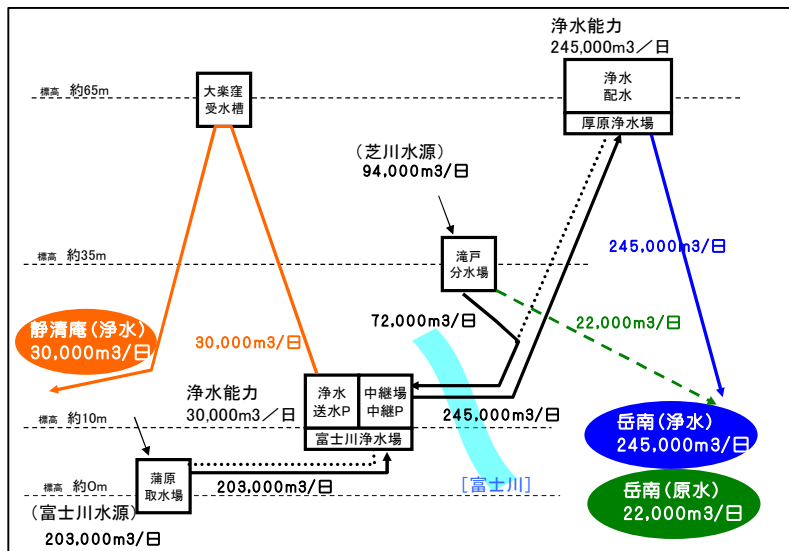 浄水能力
245,000m3／日
標高 約65m
大楽窪
受水槽
浄水
配水
厚原浄水場
(芝川水源)
94,000m3/日
標高 約35m
滝戸
分水場
245,000m3/日
静清庵(浄水)
30,000m3/日
30,000m3/日
72,000m3/日
22,000m3/日
浄水能力
30,000m3／日
浄水
送水P
中継場
中継P
富士川浄水場
245,000m3/日
標高 約10m
岳南(浄水)
245,000m3/日
標高 約0m
蒲原
取水場
203,000m3/日
[富士川]
岳南(原水)
22,000m3/日
(富士川水源)
203,000m3/日